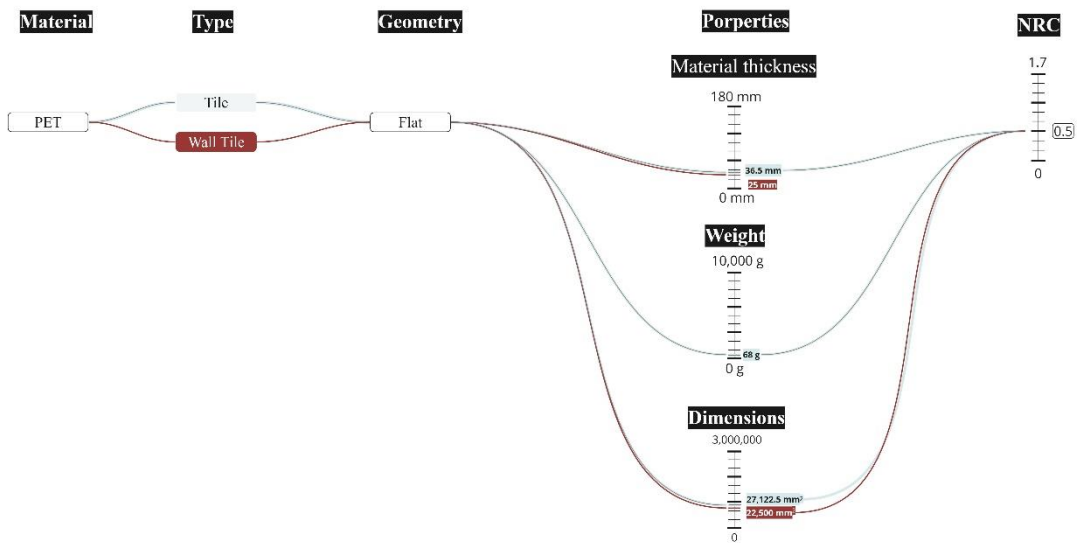 Material
Type
Geometry
Porperties
NRC
Material thickness
180 mm
1.7
Tile
PET
Wall Tile
Flat
0.5
36.5 mm
25 mm
0 mm
0
Weight
10,000 g
68 g
0 g
Dimensions
3,000,000
27,122.5 mm²
22,500 mm²
0